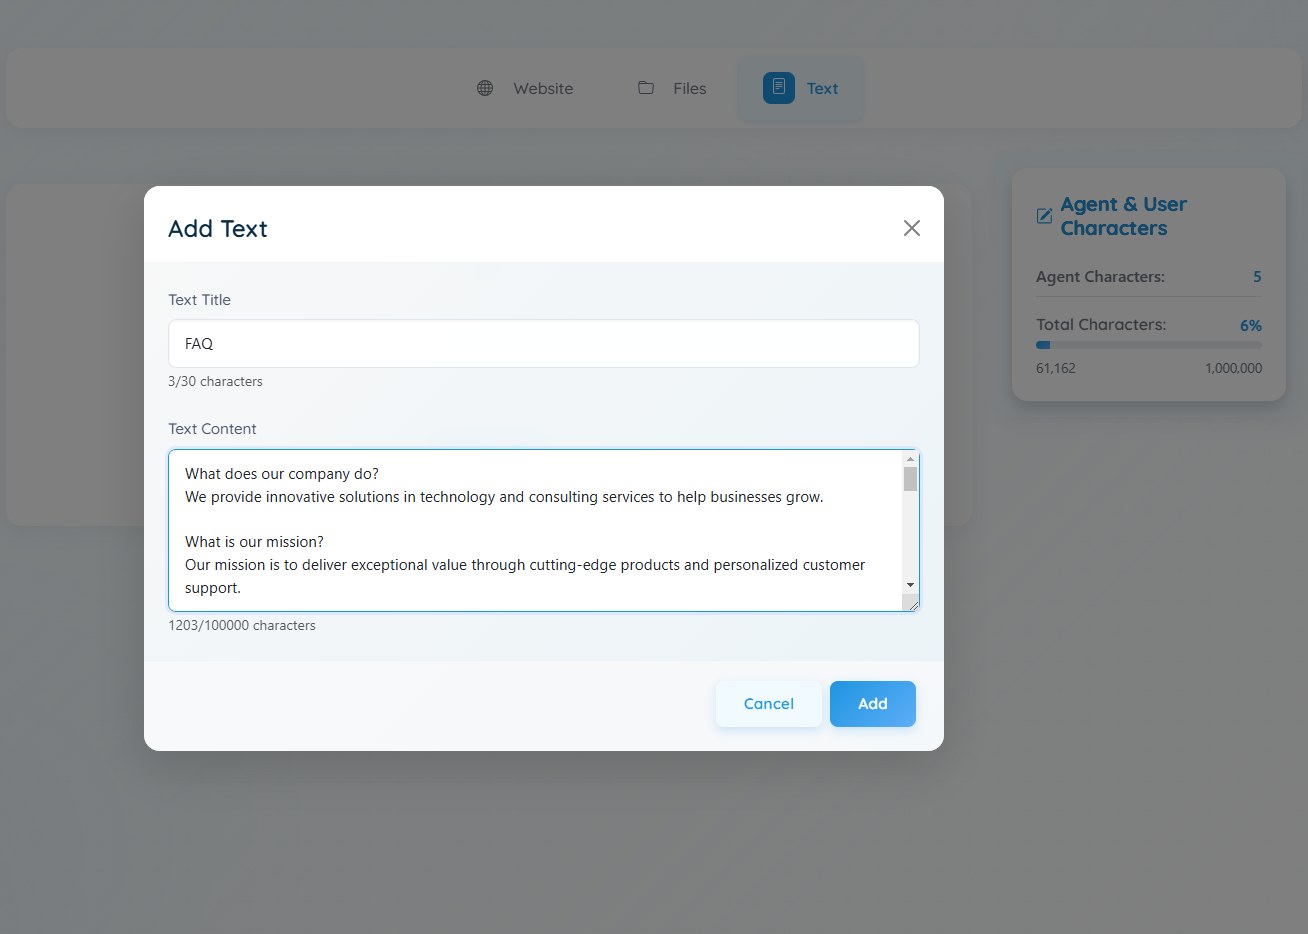 Website
Files
Text
Add Text
Text Title
FAQ
3/30 characters
Text Content
What does our company do?
We provide innovative solutions in technology and consulting services to help businesses grow.
What is our mission?
Our mission is to deliver exceptional value through cutting-edge products and personalized customer
support.
1203/100000 characters
Cancel
Add
Agent & User
Characters
Agent Characters: 5
Total Characters: 6%
61,162 1,000,000